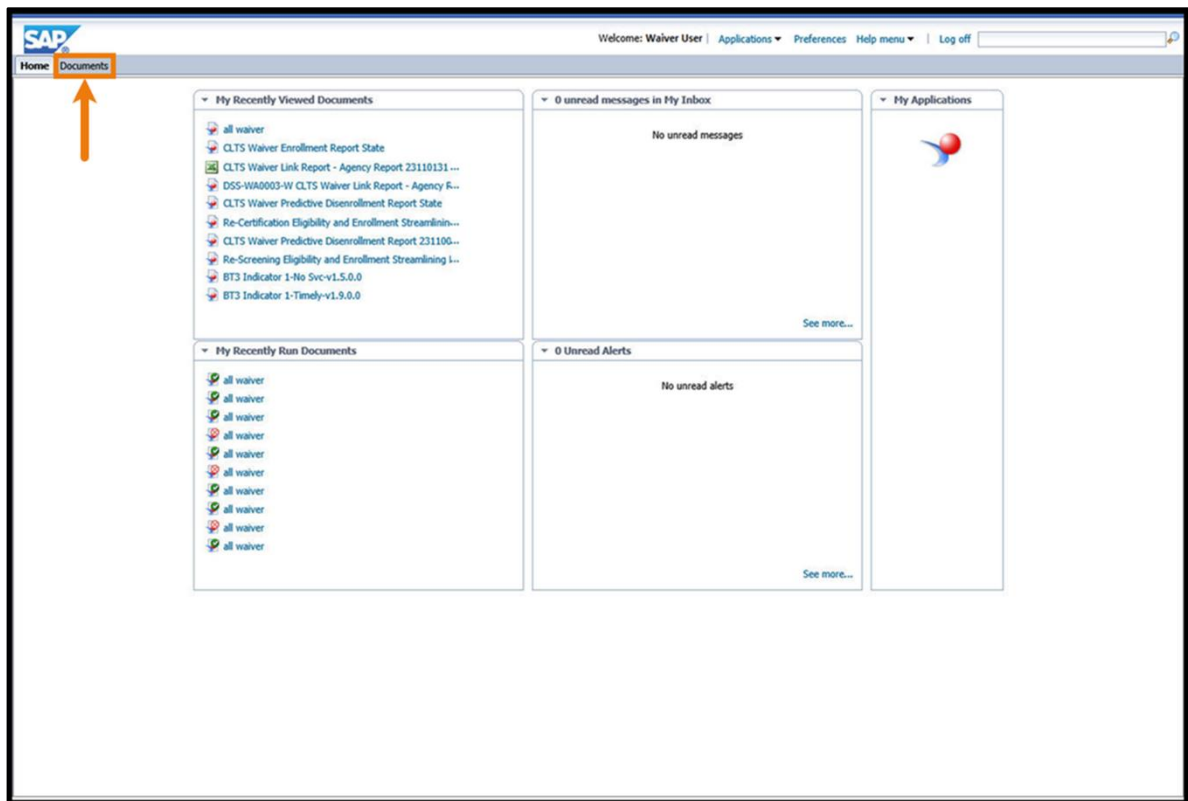 SAP
Welcome: Waiver User | Applications Preferences Help menu | Log off
Home Documents
My Recently Viewed Documents
all waiver
CLTS Waiver Enrollment Report State
CLTS Waiver Link Report - Agency Report 23110131 ...
DSS-WA0003-W CLTS Waiver Link Report - Agency R...
CLTS Waiver Predictive Disenrollment Report State
Re-Certification Eligibility and Enrollment Streamlinin...
CLTS Waiver Predictive Disenrollment Report 231100...
Re-Screening Eligibility and Enrollment Streamlining I...
BT3 Indicator 1-No Svc-v1.5.0.0
BT3 Indicator 1-Timely-v1.9.0.0
0 unread messages in My Inbox
No unread messages
See more...
My Applications
My Recently Run Documents
all waiver
all waiver
all waiver
all waiver
all waiver
all waiver
all waiver
all waiver
all waiver
all waiver
0 Unread Alerts
No unread alerts
See more...